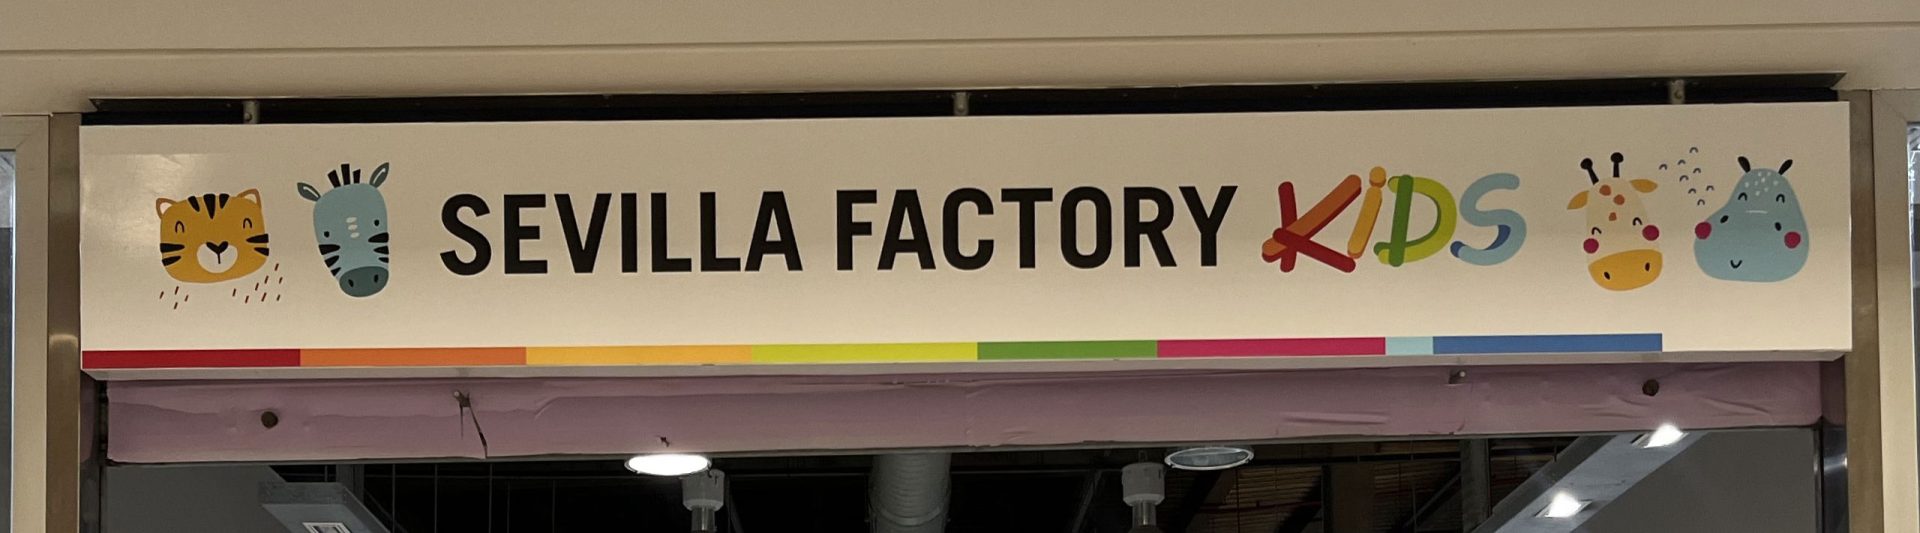 SEVILLA FACTORY KiDS